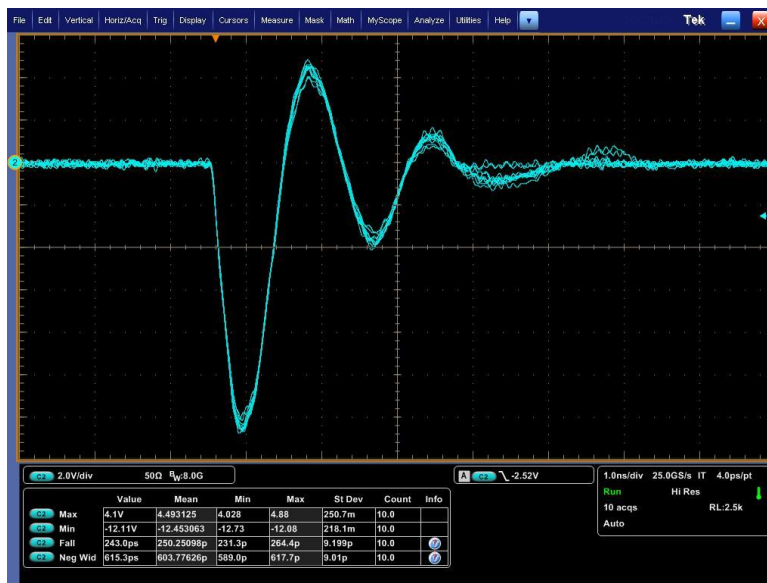 File Edit Vertical Horiz/Acq Trig Display Cursors Measure Mask Math MyScope Analyze Utilities Help Tek X
2
C2 2.0V/div 50Ω BW:8.0G
A C2 -2.52V
1.0ns/div 25.0GS/s IT 4.0ps/pt
Run Hi Res
10 acqs RL:2.5k
Auto
Value Mean Min Max St Dev Count Info
C2 Max 4.1V 4.493125 4.028 4.88 250.7m 10.0
C2 Min -12.11V -12.453063 -12.73 -12.08 218.1m 10.0
C2 Fall 243.0ps 250.25098p 231.3p 264.4p 9.199p 10.0
C2 Neg Wid 615.3ps 603.77626p 589.0p 617.7p 9.01p 10.0